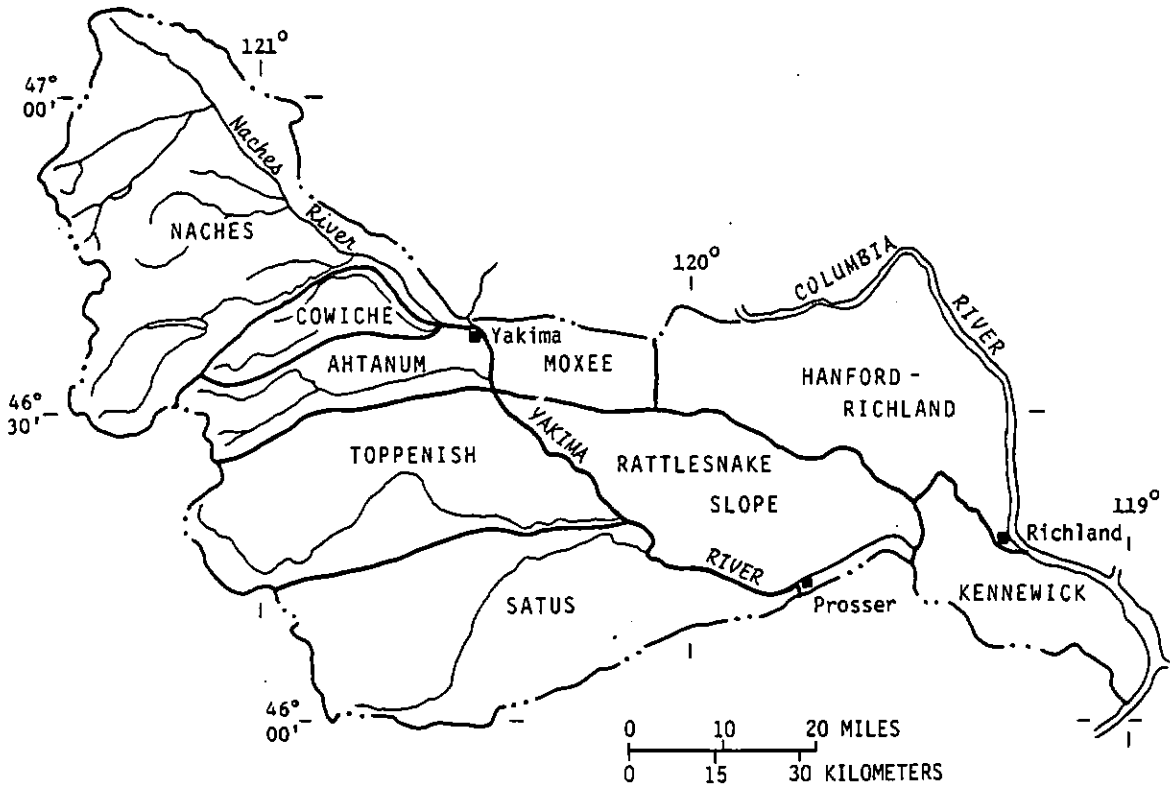 121°
47°
00'
Naches
River
NACHES
120°
COLUMBIA
RIVER
COWICHE
Yakima
AHTANUM
MOXEE
HANFORD-
RICHLAND
46°
30'
YAKIMA
RIVER
TOPPENISH
RATTLESNAKE
SLOPE
119°
Richland
SATUS
Prosser
KENNEWICK
46°
00'
0 10 20 MILES
0 15 30 KILOMETERS